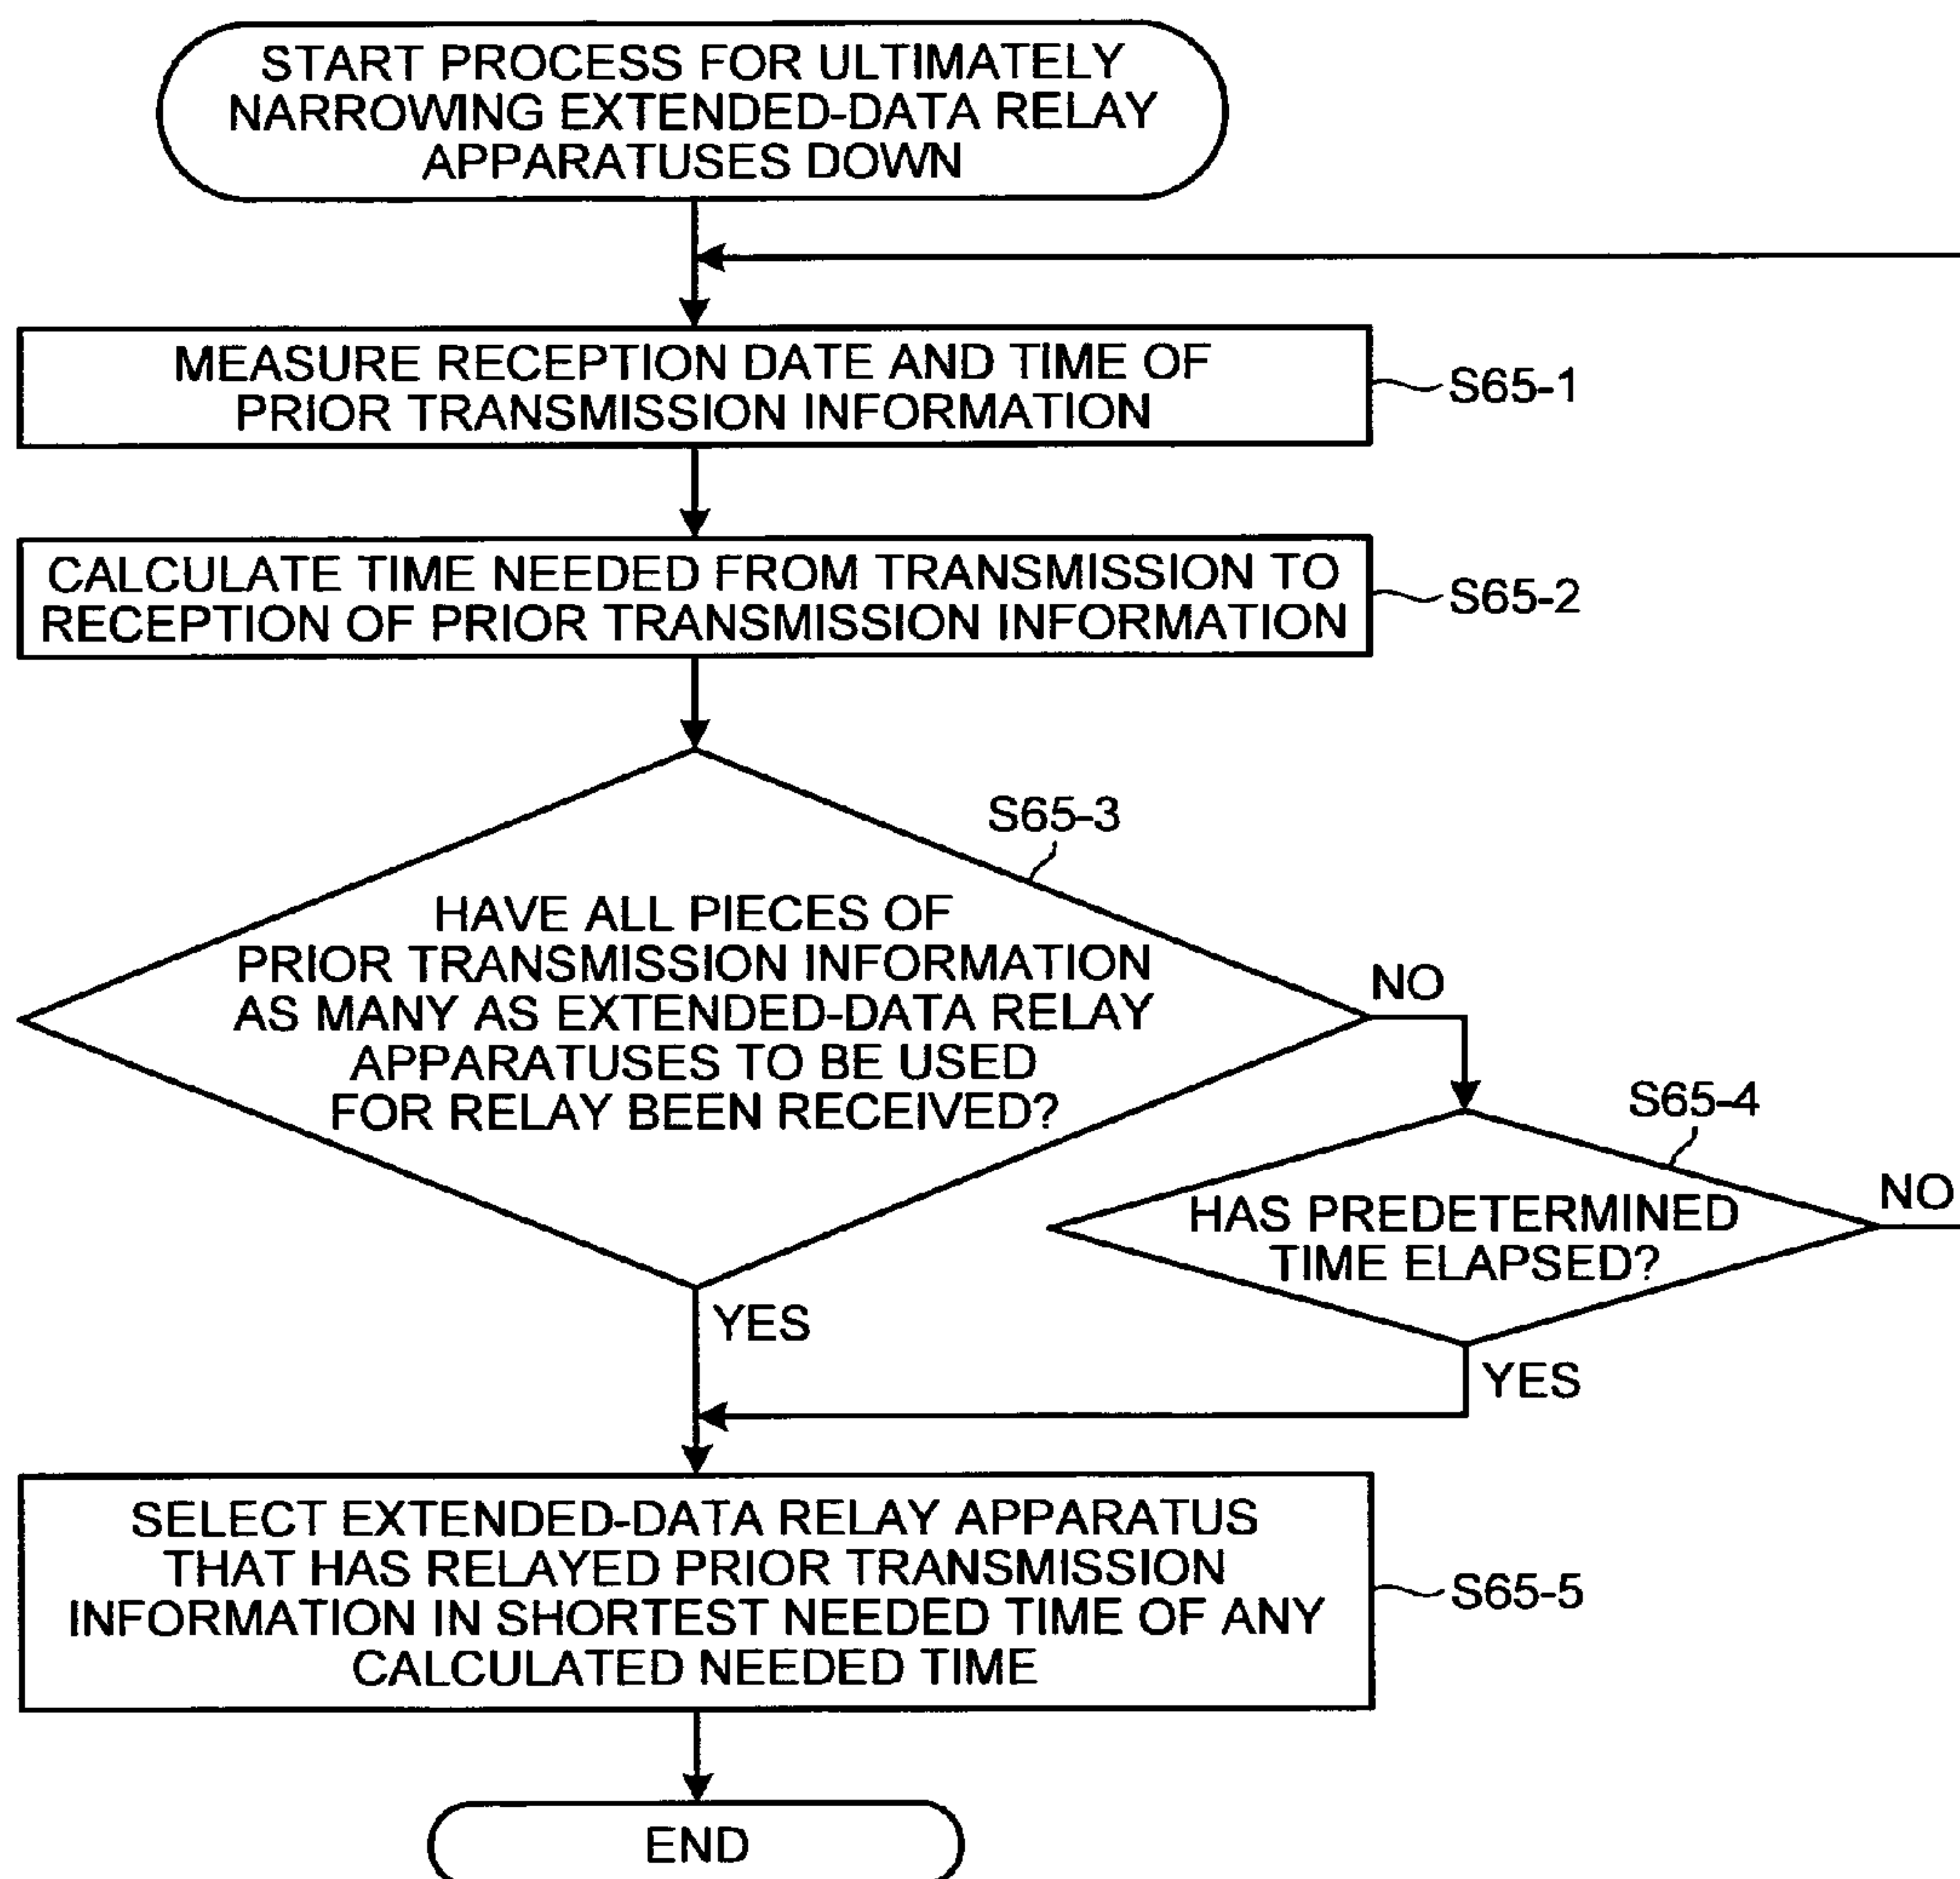 START PROCESS FOR ULTIMATELY
NARROWING EXTENDED-DATA RELAY
APPARATUSES DOWN
MEASURE RECEPTION DATE AND TIME OF
PRIOR TRANSMISSION INFORMATION
S65-1
CALCULATE TIME NEEDED FROM TRANSMISSION TO
RECEPTION OF PRIOR TRANSMISSION INFORMATION
S65-2
S65-3
HAVE ALL PIECES OF
PRIOR TRANSMISSION INFORMATION
AS MANY AS EXTENDED-DATA RELAY
APPARATUSES TO BE USED
FOR RELAY BEEN RECEIVED?
NO
S65-4
HAS PREDETERMINED
TIME ELAPSED?
NO
YES
YES
SELECT EXTENDED-DATA RELAY APPARATUS
THAT HAS RELAYED PRIOR TRANSMISSION
INFORMATION IN SHORTEST NEEDED TIME OF ANY
CALCULATED NEEDED TIME
S65-5
END